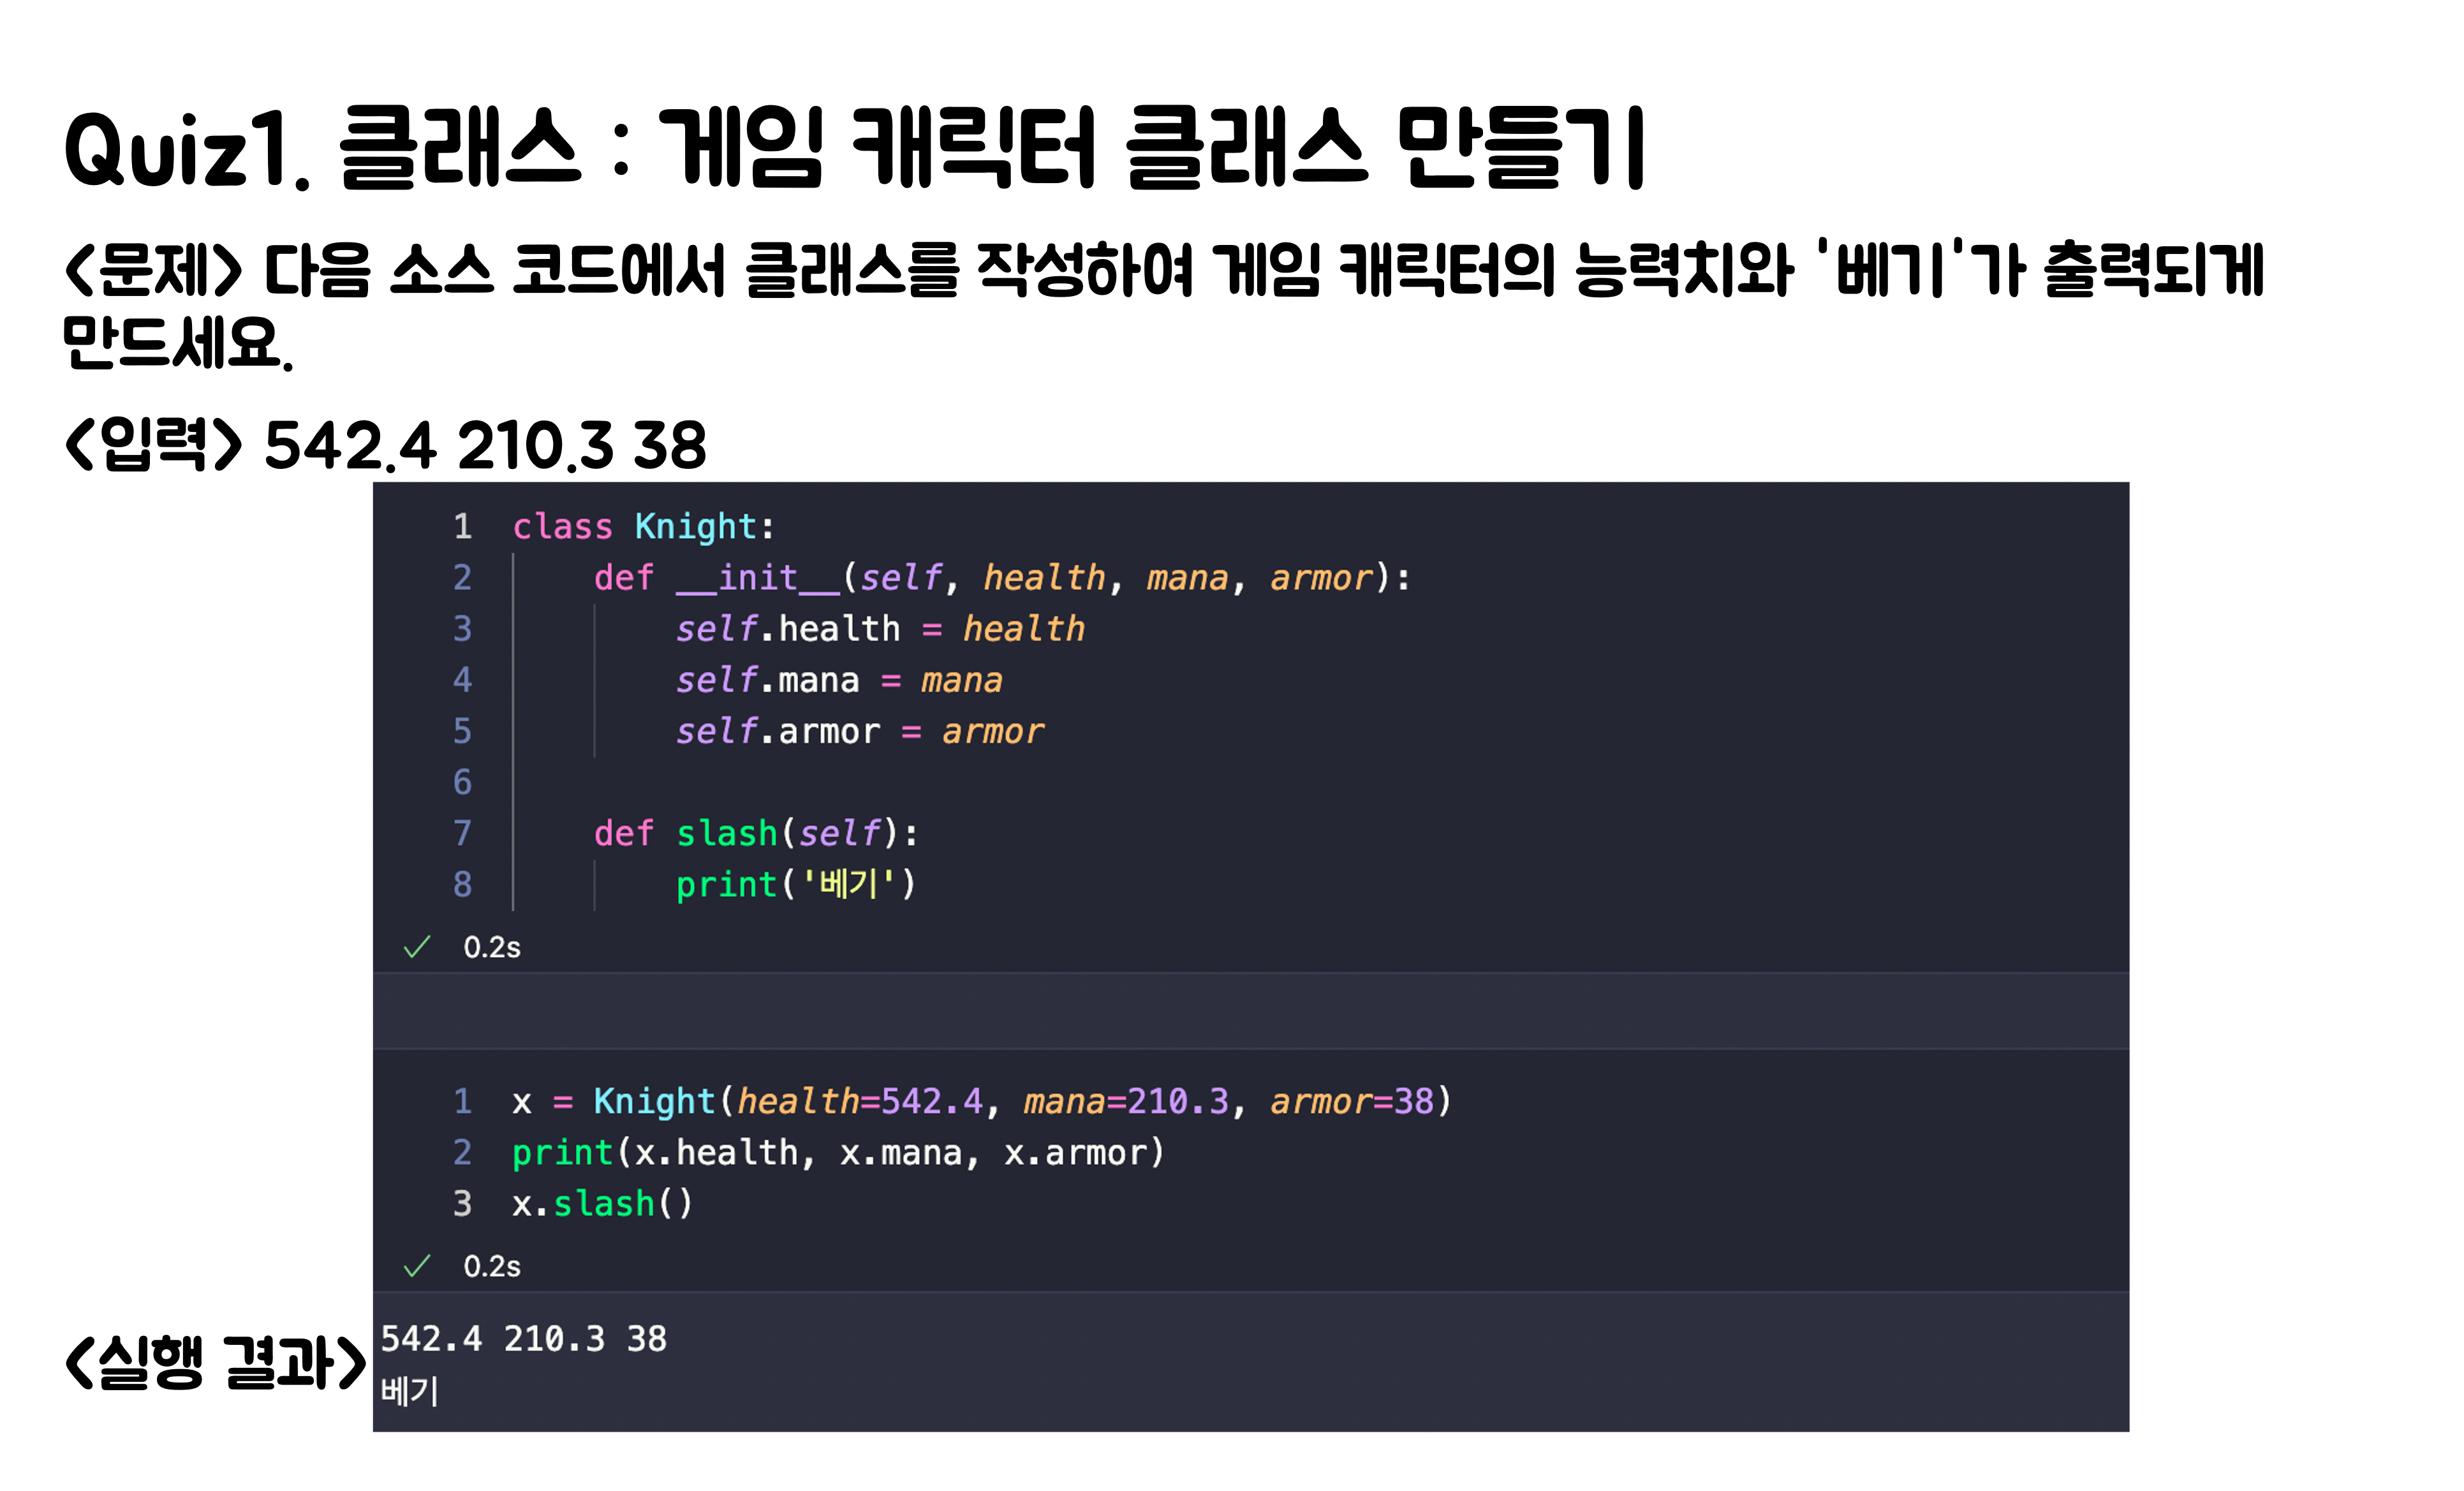 Quiz1. 클래스 : 게임 캐릭터 클래스 만들기
<문제> 다음 소스 코드에서 클래스를 작성하여 게임 캐릭터의 능력치와 '베기'가 출력되게
만드세요.
<입력> 542.4 210.3 38
1 class Knight:
2     def __init__(self, health, mana, armor):
3         self.health = health
4         self.mana = mana
5         self.armor = armor
6
7     def slash(self):
8         print('베기')
✓ 0.2s
1 x = Knight(health=542.4, mana=210.3, armor=38)
2 print(x.health, x.mana, x.armor)
3 x.slash()
✓ 0.2s
<실행 결과>
542.4 210.3 38
베기